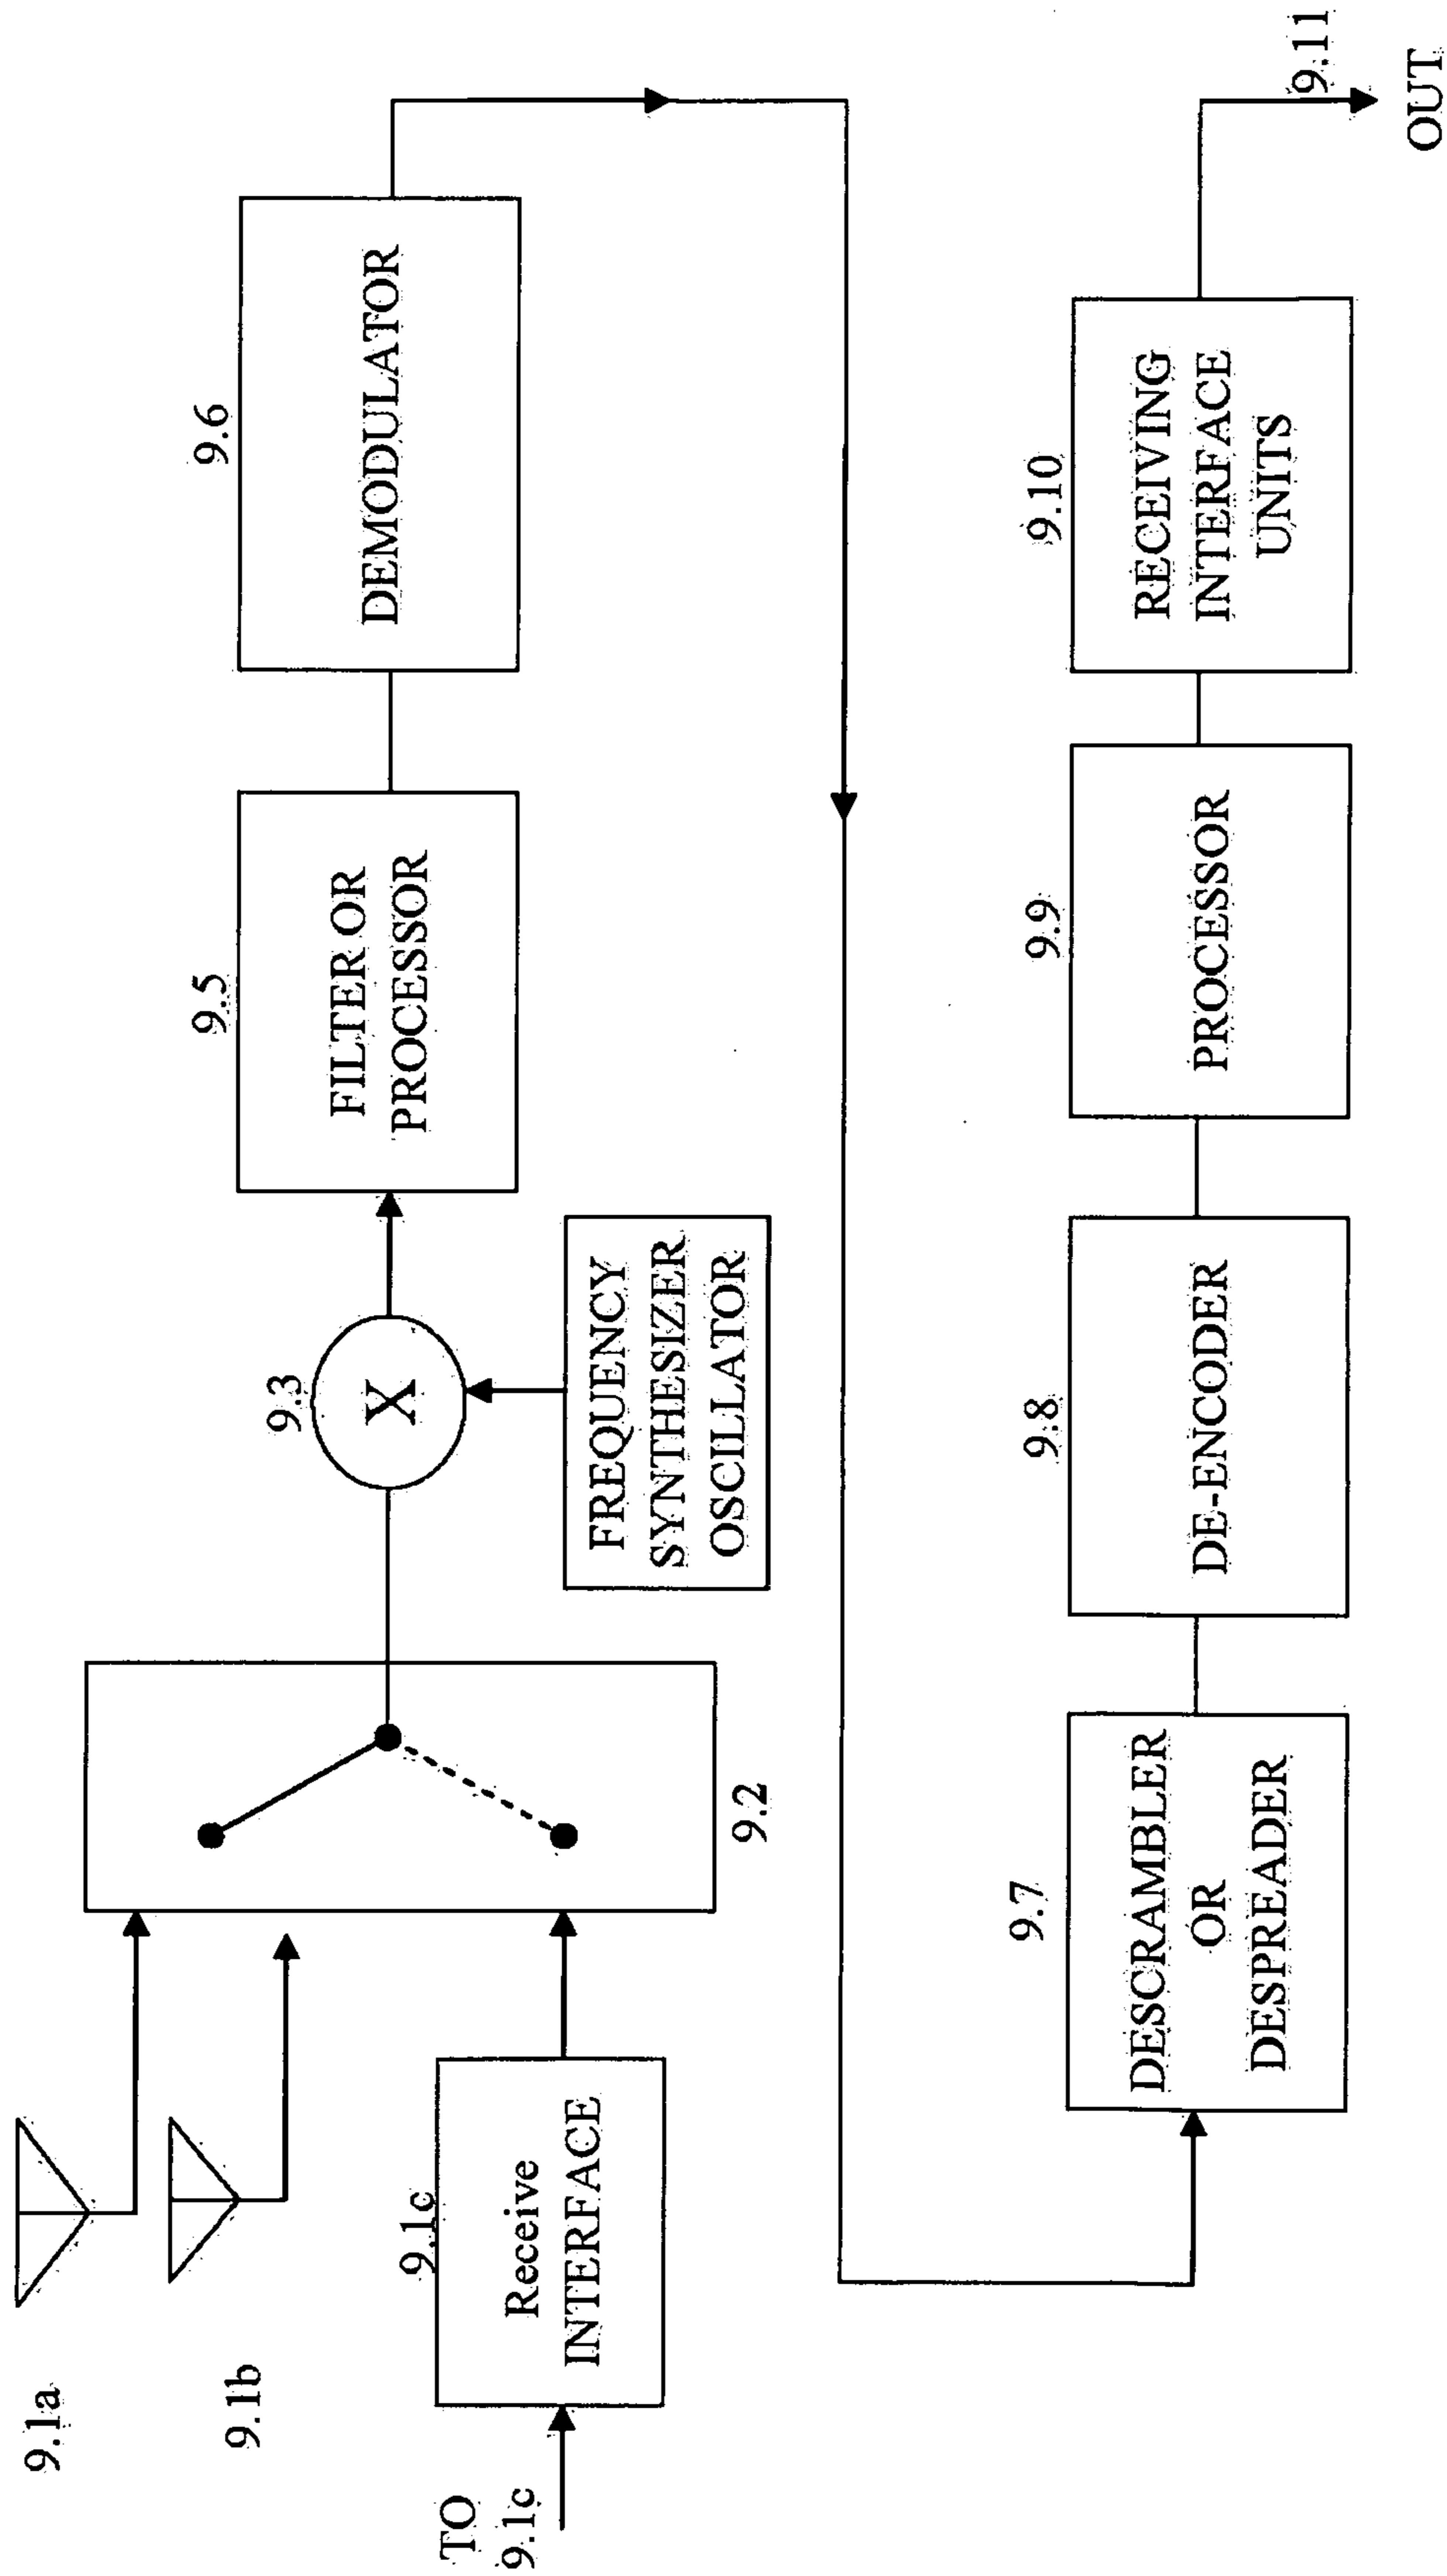 9.1a
9.1b
TO
9.1c
9.1c
Receive
INTERFACE
9.2
9.3
X
FREQUENCY
SYNTHESIZER
OSCILLATOR
9.5
FILTER OR
PROCESSOR
9.6
DEMODULATOR
9.7
DESCRAMBLER
OR
DESPREADER
9.8
DE-ENCODER
9.9
PROCESSOR
9.10
RECEIVING
INTERFACE
UNITS
9.11
OUT